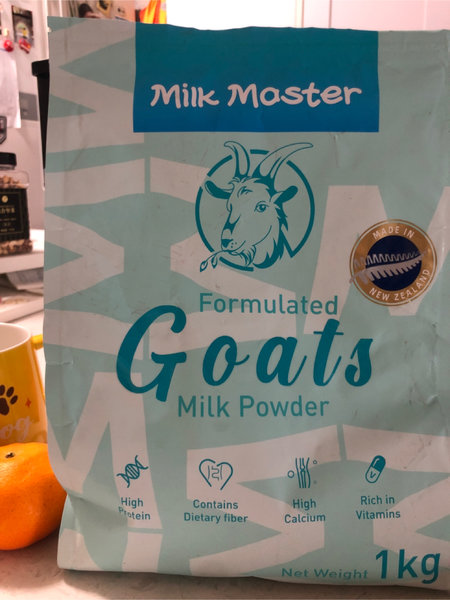 Milk Master
MADE IN
NEW ZEALAND
Formulated
Goats
Milk Powder
High
Protein
Contains
Dietary fiber
High
Calcium
Rich in
Vitamins
Net Weight 1kg
og